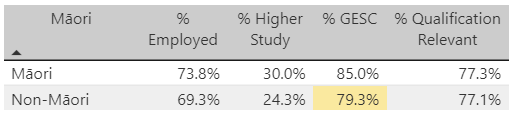 Māori % Employed % Higher Study % GESC % Qualification Relevant
Māori 73.8% 30.0% 85.0% 77.3%
Non-Māori 69.3% 24.3% 79.3% 77.1%